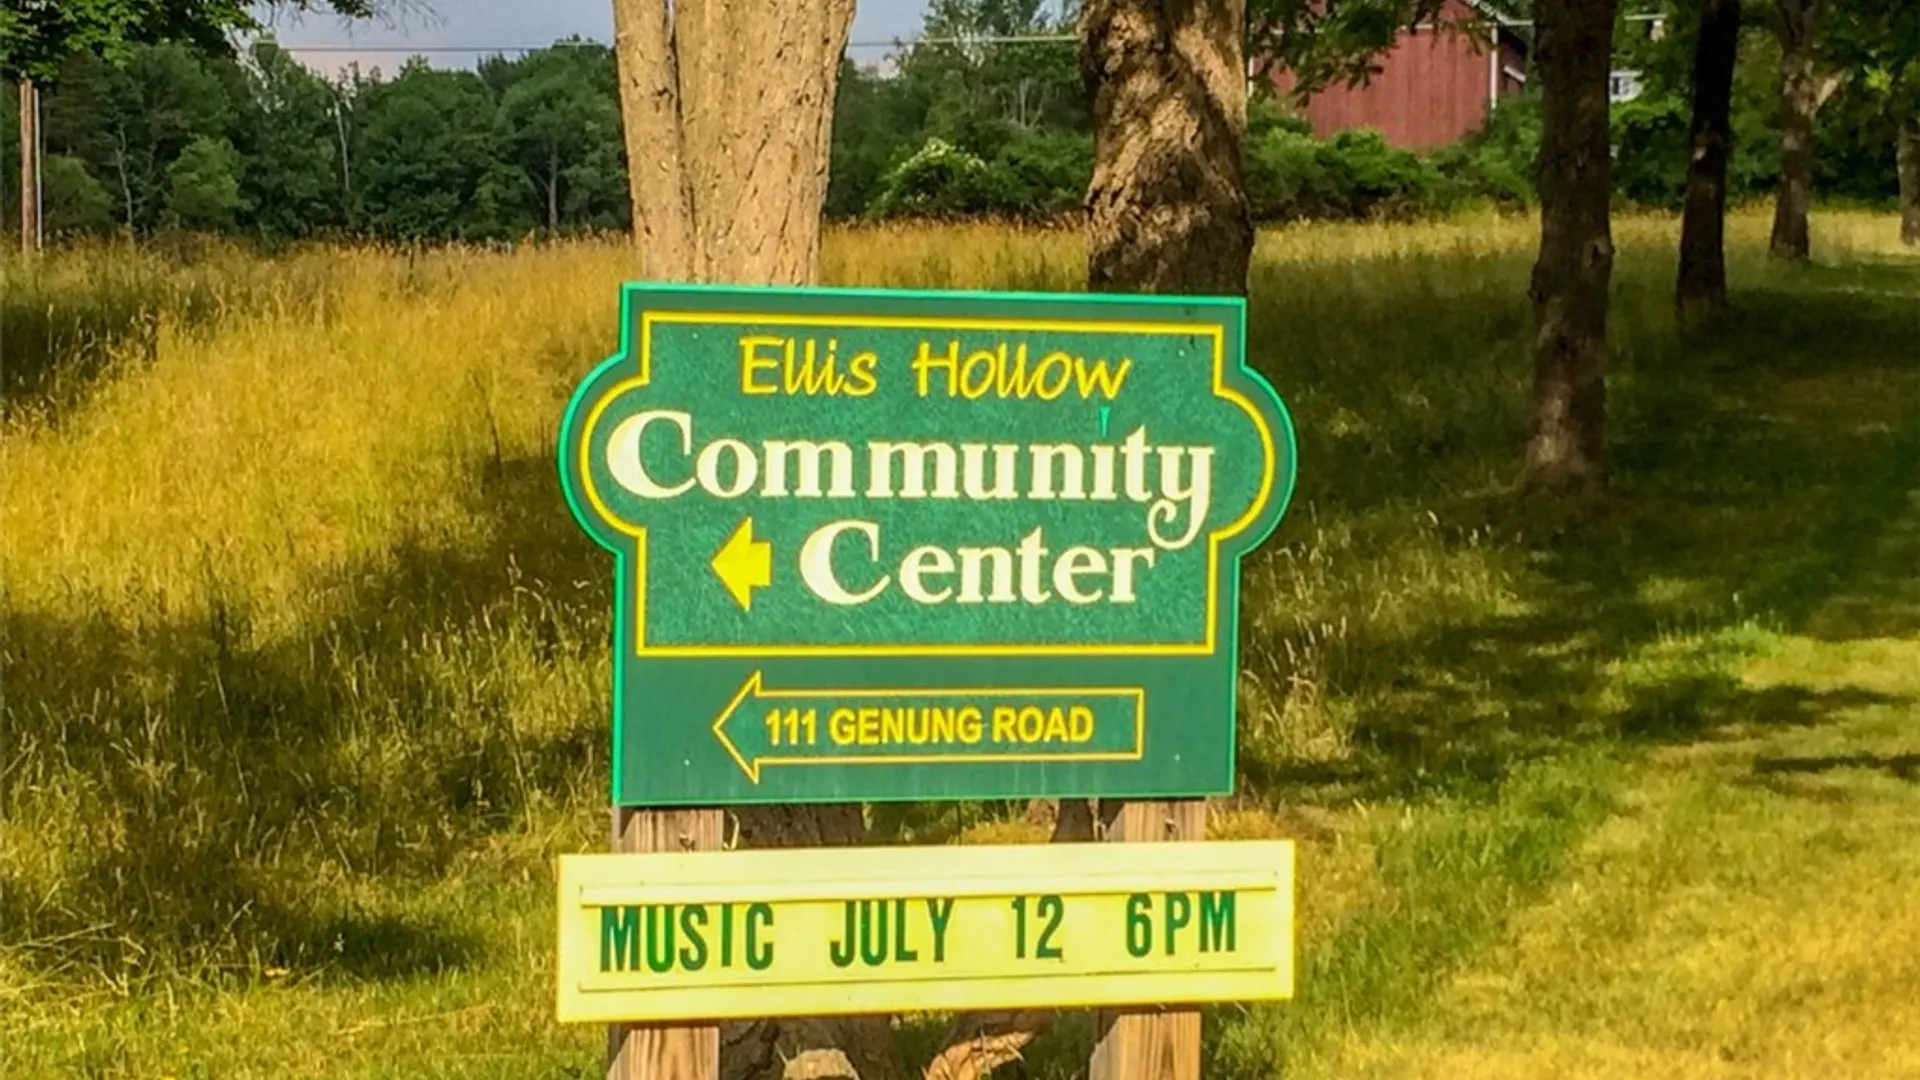 Ellis Hollow
Community
Center
111 GENUNG ROAD
MUSIC JULY 12 6PM